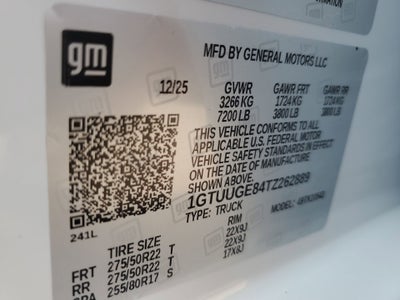 gm
MFD BY GENERAL MOTORS LLC
12/25 GVWR GAWR FRT GAWR RR
3266 KG 1724 KG 1724 KG
7200 LB 3800 LB 3800 LB
THIS VEHICLE CONFORMS TO ALL
APPLICABLE U.S. FEDERAL MOTOR
VEHICLE SAFETY STANDARDS IN EFFECT
ON THE DATE OF MANUFACTURE
SHOWN ABOVE.
1GTUUGE84TZ262889
TYPE: TRUCK MODEL:
241L
TIRE SIZE RIM
FRT 275/50R22 T 22X9J
RR 275/50R22 T 22X9J
SPA 255/80R17 S 17X8J